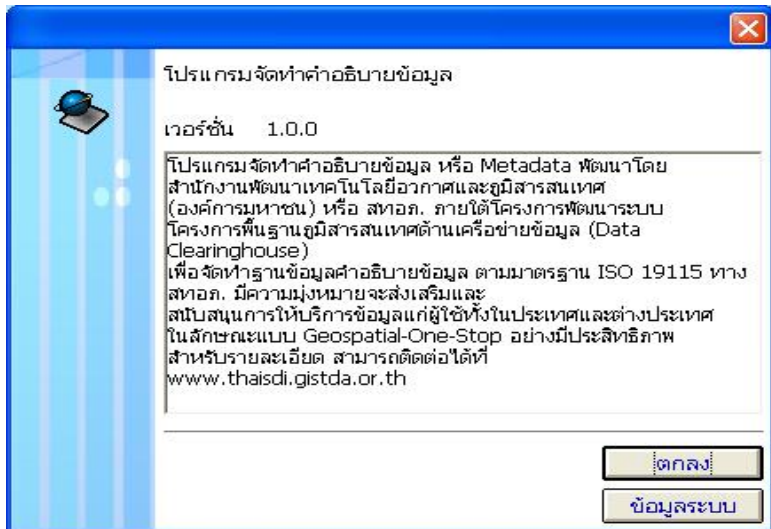 โปรแกรมจัดทำคำอธิบายข้อมูล
เวอร์ชั่น 1.0.0
โปรแกรมจัดทำคำอธิบายข้อมูล หรือ Metadata พัฒนาโดย
สำนักงานพัฒนาเทคโนโลยีอวกาศและภูมิสารสนเทศ
(องค์การมหาชน) หรือ สทอภ. ภายใต้โครงการพัฒนาระบบ
โครงการพื้นฐานภูมิสารสนเทศด้านเครือข่ายข้อมูล (Data
Clearinghouse)
เพื่อจัดทำฐานข้อมูลคำอธิบายข้อมูล ตามมาตรฐาน ISO 19115 ทาง
สทอภ. มีความมุ่งหมายจะส่งเสริมและ
สนับสนุนการให้บริการข้อมูลแก่ผู้ใช้ทั้งในประเทศและต่างประเทศ
ในลักษณะแบบ Geospatial-One-Stop อย่างมีประสิทธิภาพ
สำหรับรายละเอียด สามารถติดต่อได้ที่
www.thaisdi.gistda.or.th
ตกลง
ข้อมูลระบบ